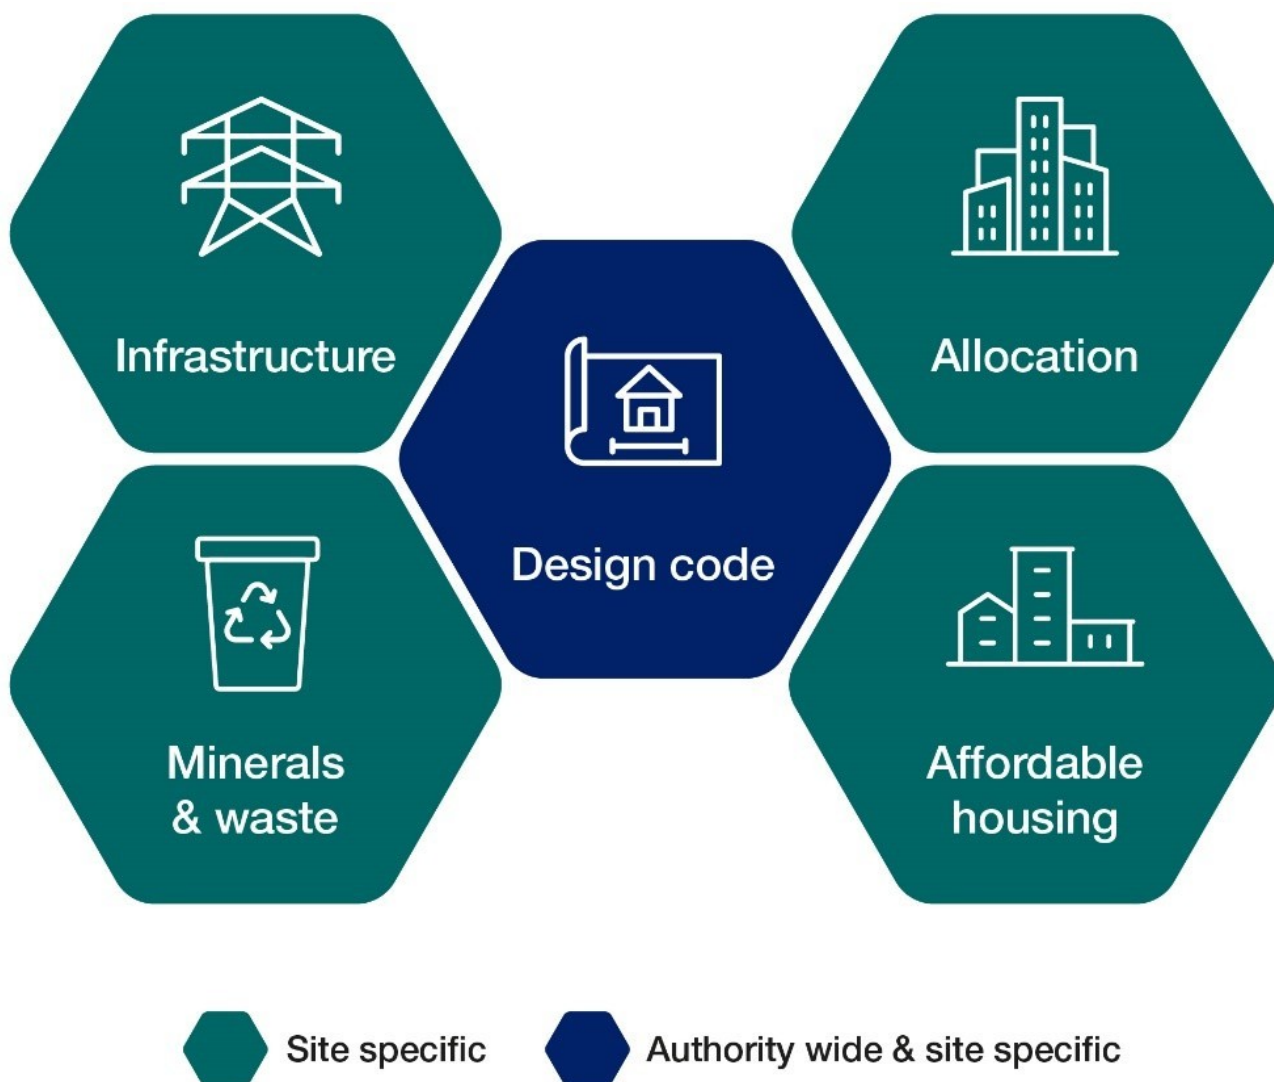 Infrastructure
Allocation
Design code
Minerals
& waste
Affordable
housing
Site specific
Authority wide & site specific